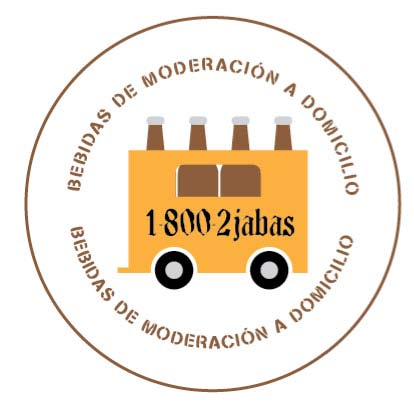 BEBIDAS DE MODERACIÓN A DOMICILIO
1-800-2jabas
BEBIDAS DE MODERACIÓN A DOMICILIO